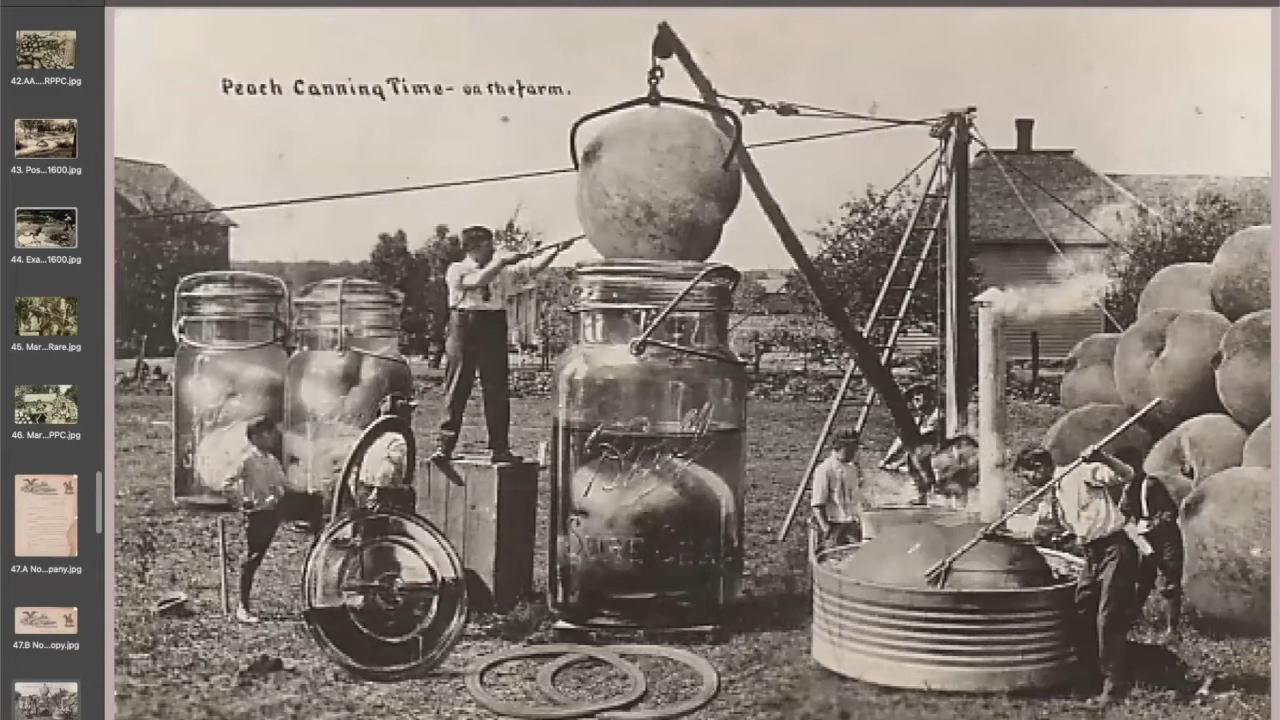 Peach Canning Time- on the farm.
42.AA....RPPC.jpg
43. Pos...1600.jpg
44. Exa...1600.jpg
45. Mar...Rare.jpg
46. Mar...PPC.jpg
47.A No...pany.jpg
47.B No...opy.jpg
Ball